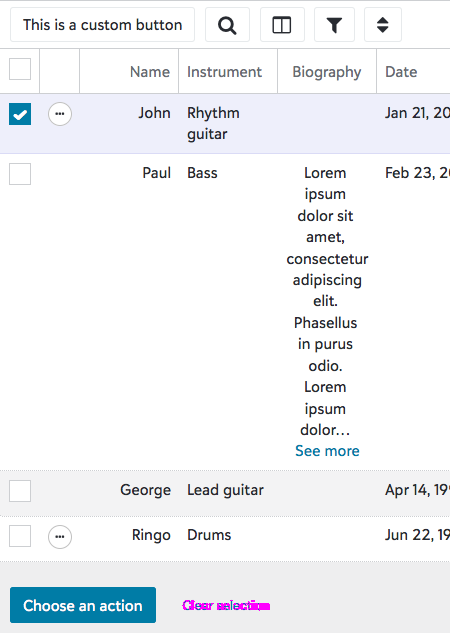 This is a custom button
Name Instrument Biography Date
John Rhythm guitar Jan 21, 20
Paul Bass Lorem Feb 23, 2
ipsum
dolor sit
amet,
consectetur
adipiscing
elit.
Phasellus
in purus
odio.
Lorem
ipsum
dolor…
See more
George Lead guitar Apr 14, 19
Ringo Drums Jun 22, 19
Choose an action Clear selection